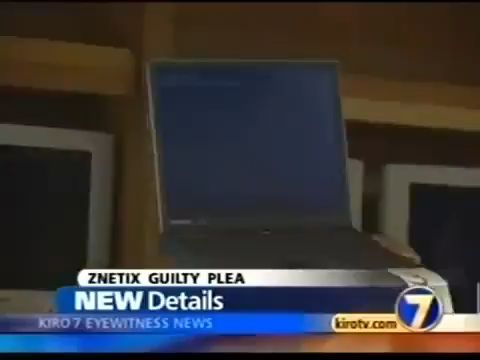 ZNETIX GUILTY PLEA
NEW Details
KIRO 7 EYEWITNESS NEWS
kirotv.com
7